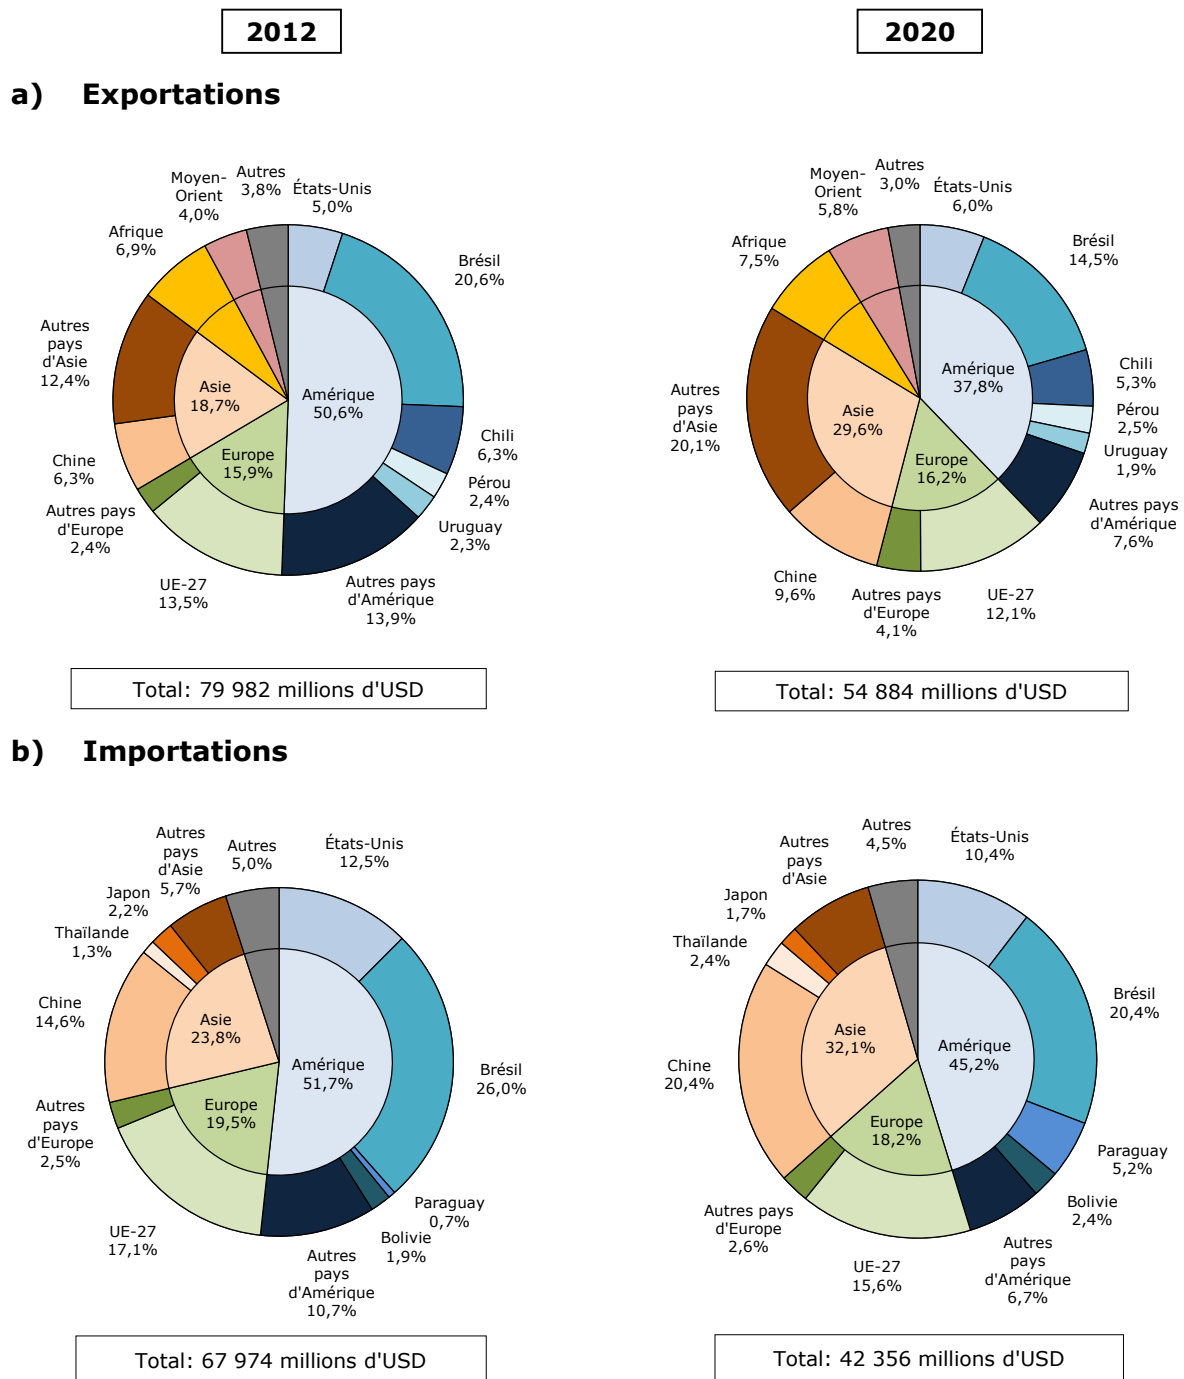 2012
2020
a) Exportations
Moyen-
Orient
4,0%
Autres
3,8%
États-Unis
5,0%
Brésil
20,6%
Chili
6,3%
Pérou
2,4%
Uruguay
2,3%
Autres pays
d'Amérique
13,9%
UE-27
13,5%
Autres pays
d'Europe
2,4%
Chine
6,3%
Autres
pays
d'Asie
12,4%
Afrique
6,9%
Amérique
50,6%
Europe
15,9%
Asie
18,7%
Total: 79 982 millions d'USD
Moyen-
Orient
5,8%
Autres
3,0%
États-Unis
6,0%
Brésil
14,5%
Chili
5,3%
Pérou
2,5%
Uruguay
1,9%
Autres pays
d'Amérique
7,6%
UE-27
12,1%
Autres pays
d'Europe
4,1%
Chine
9,6%
Autres
pays
d'Asie
20,1%
Afrique
7,5%
Amérique
37,8%
Europe
16,2%
Asie
29,6%
Total: 54 884 millions d'USD
b) Importations
Autres
pays
d'Asie
5,7%
Autres
5,0%
États-Unis
12,5%
Brésil
26,0%
Paraguay
0,7%
Bolivie
1,9%
Autres
pays
d'Amérique
10,7%
UE-27
17,1%
Autres
pays
d'Europe
2,5%
Chine
14,6%
Thaïlande
1,3%
Japon
2,2%
Amérique
51,7%
Europe
19,5%
Asie
23,8%
Total: 67 974 millions d'USD
Autres
pays
d'Asie
Autres
4,5%
États-Unis
10,4%
Brésil
20,4%
Paraguay
5,2%
Bolivie
2,4%
Autres
pays
d'Amérique
6,7%
UE-27
15,6%
Autres pays
d'Europe
2,6%
Chine
20,4%
Thaïlande
2,4%
Japon
1,7%
Amérique
45,2%
Europe
18,2%
Asie
32,1%
Total: 42 356 millions d'USD